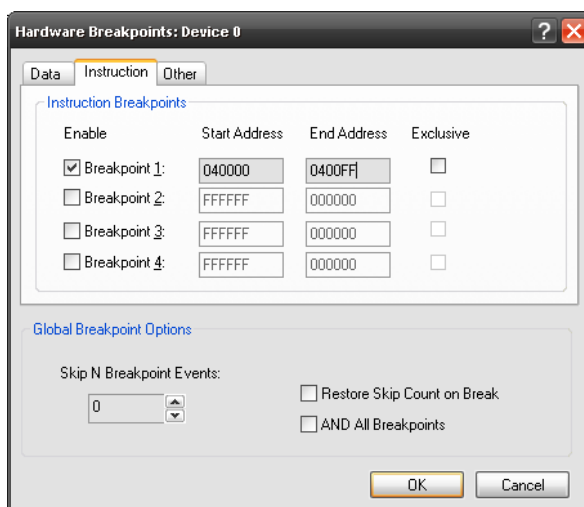 Hardware Breakpoints: Device 0
Data Instruction Other
Instruction Breakpoints
Enable Start Address End Address Exclusive
Breakpoint 1: 040000 0400FF
Breakpoint 2: FFFFFF 000000
Breakpoint 3: FFFFFF 000000
Breakpoint 4: FFFFFF 000000
Global Breakpoint Options
Skip N Breakpoint Events:
0
Restore Skip Count on Break
AND All Breakpoints
OK Cancel